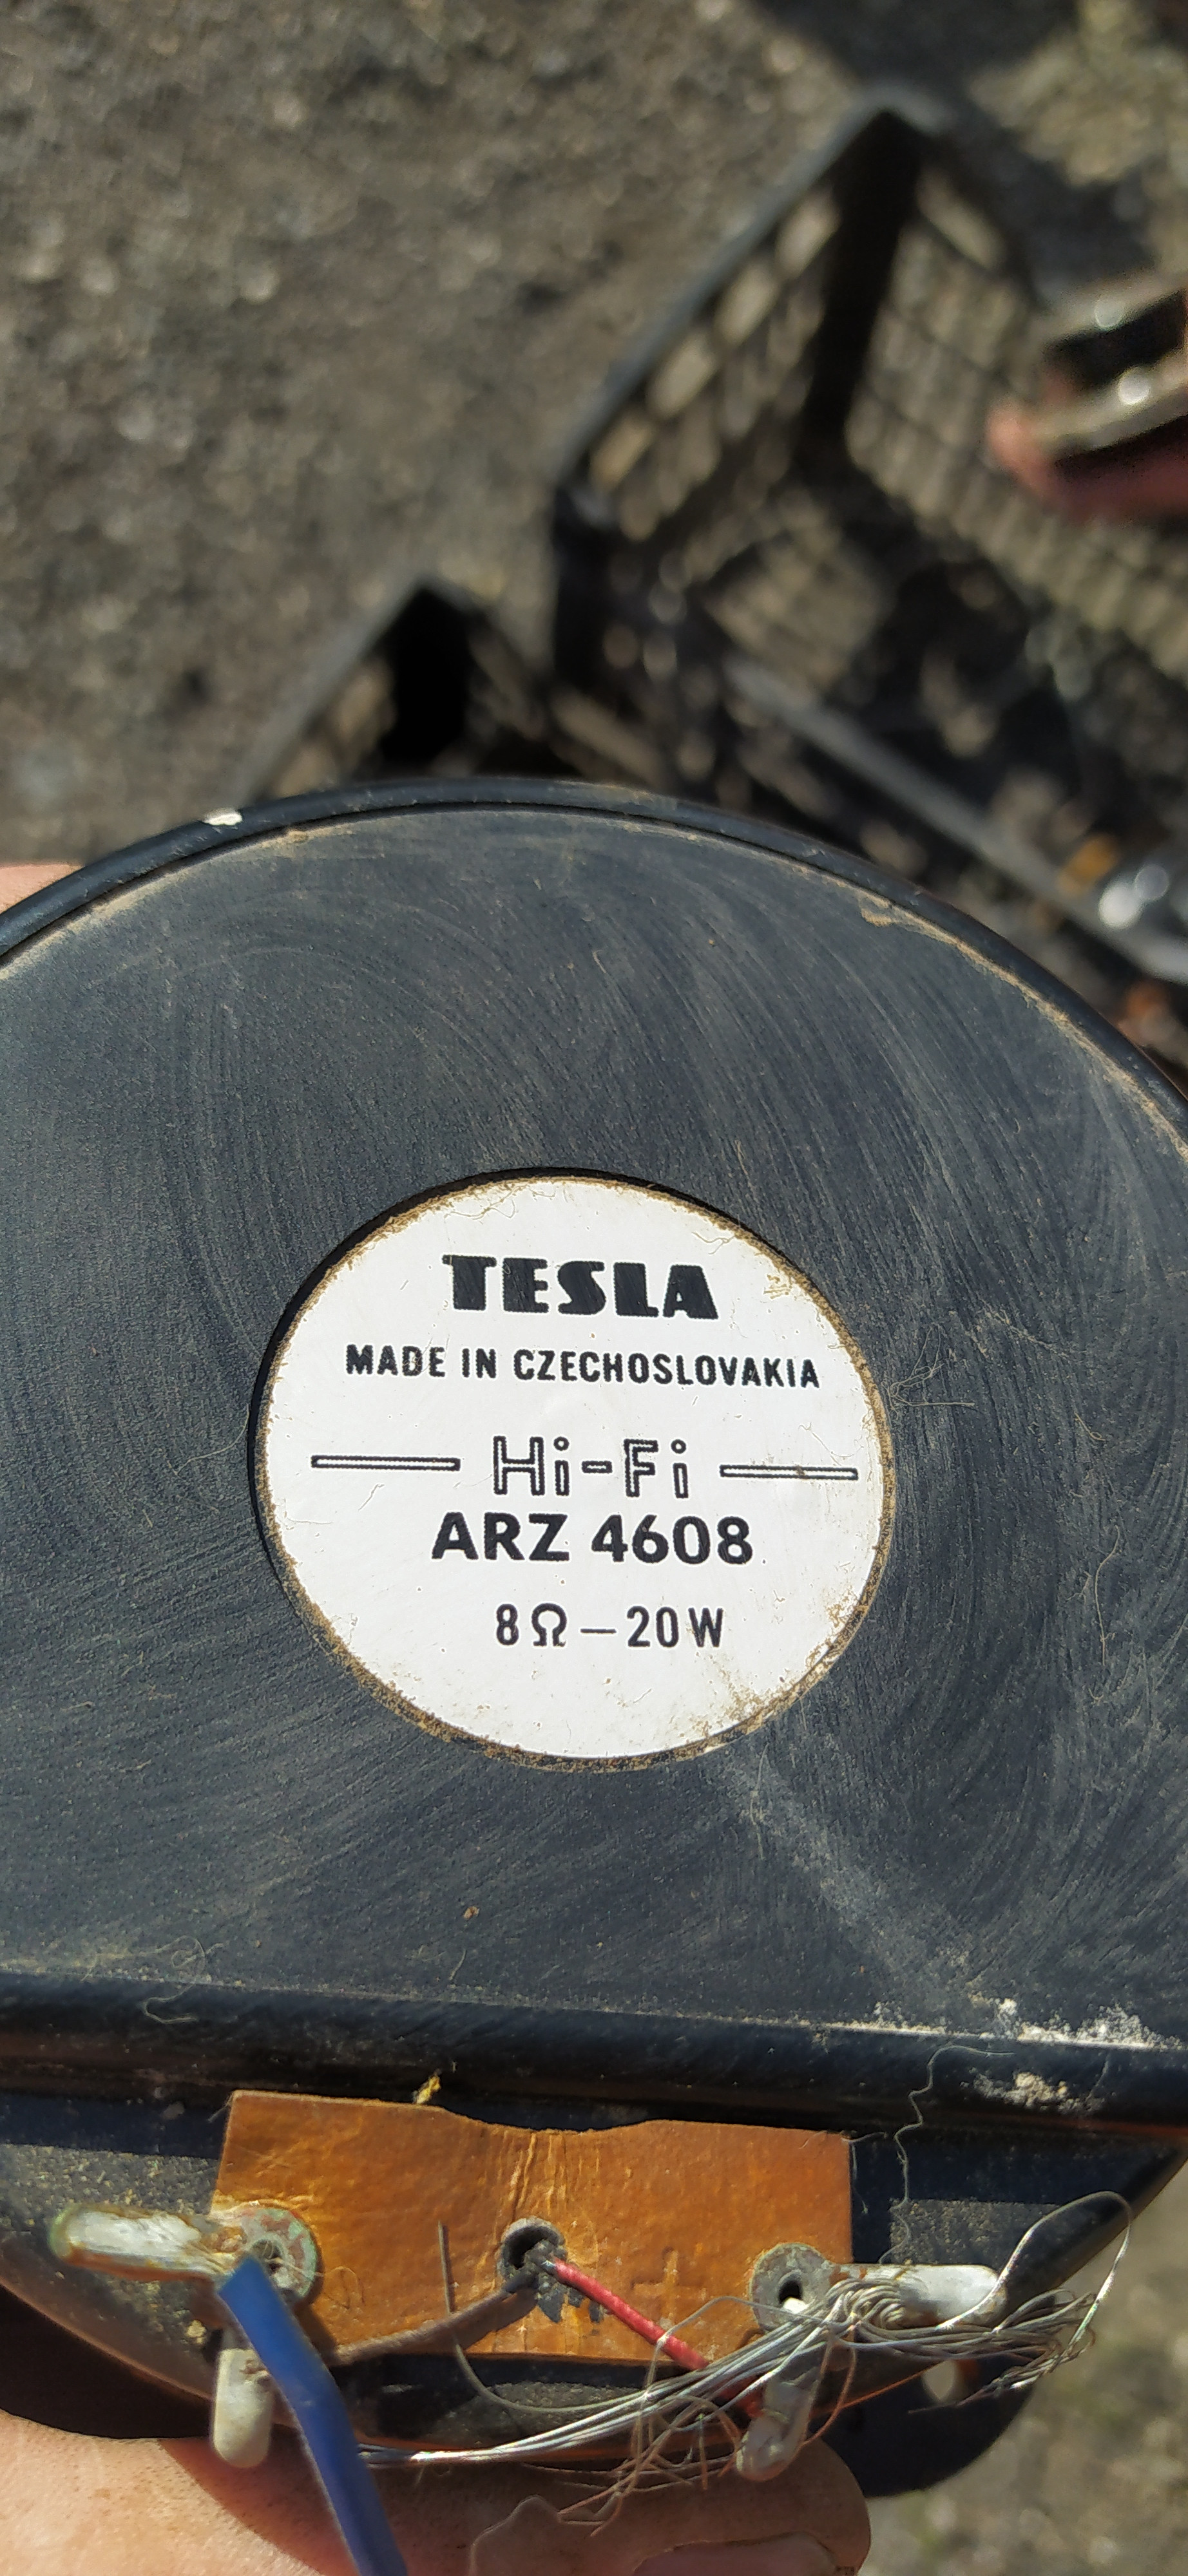 TESLA
MADE IN CZECHOSLOVAKIA
Hi-Fi
ARZ 4608
8Ω–20W
+